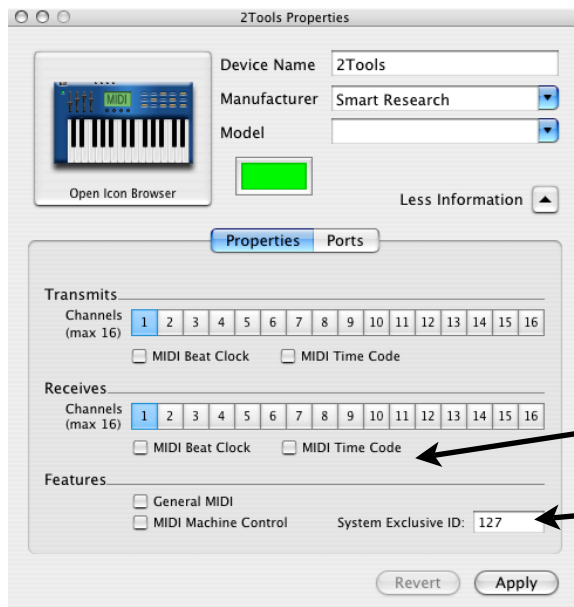 2Tools Properties
Device Name 2Tools
Manufacturer Smart Research
Model
MIDI
Open Icon Browser
Less Information
Properties Ports
Transmits
Channels (max 16) 1 2 3 4 5 6 7 8 9 10 11 12 13 14 15 16
MIDI Beat Clock MIDI Time Code
Receives
Channels (max 16) 1 2 3 4 5 6 7 8 9 10 11 12 13 14 15 16
MIDI Beat Clock MIDI Time Code
Features
General MIDI
MIDI Machine Control System Exclusive ID: 127
Revert Apply